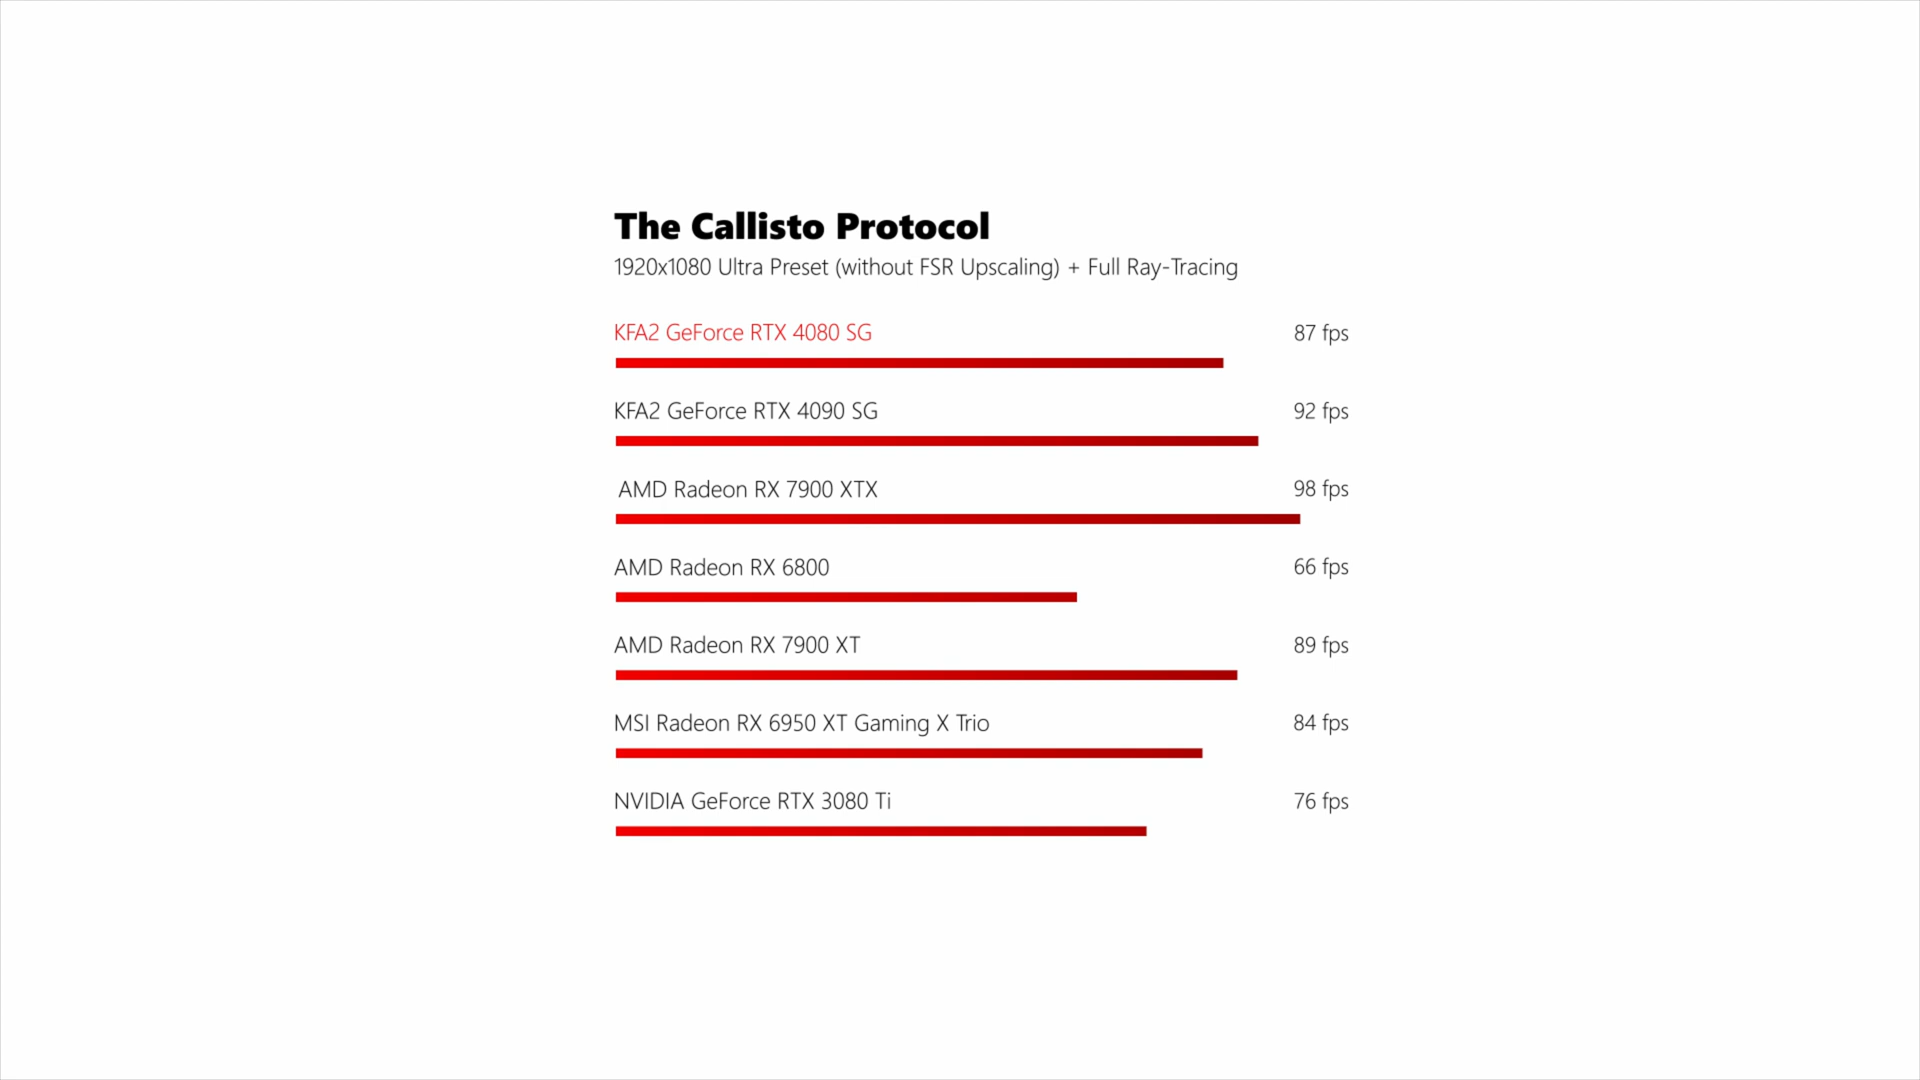 The Callisto Protocol
1920x1080 Ultra Preset (without FSR Upscaling) + Full Ray-Tracing
KFA2 GeForce RTX 4080 SG 87 fps
KFA2 GeForce RTX 4090 SG 92 fps
AMD Radeon RX 7900 XTX 98 fps
AMD Radeon RX 6800 66 fps
AMD Radeon RX 7900 XT 89 fps
MSI Radeon RX 6950 XT Gaming X Trio 84 fps
NVIDIA GeForce RTX 3080 Ti 76 fps